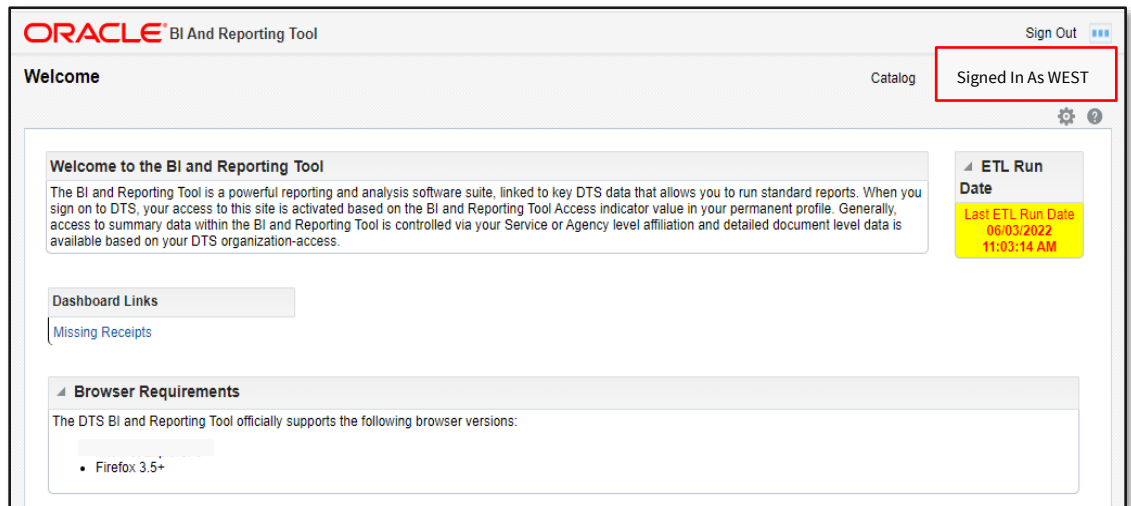 ORACLE BI And Reporting Tool
Sign Out
Welcome
Catalog
Signed In As WEST
Welcome to the BI and Reporting Tool
The BI and Reporting Tool is a powerful reporting and analysis software suite, linked to key DTS data that allows you to run standard reports. When you
sign on to DTS, your access to this site is activated based on the BI and Reporting Tool Access indicator value in your permanent profile. Generally,
access to summary data within the BI and Reporting Tool is controlled via your Service or Agency level affiliation and detailed document level data is
available based on your DTS organization-access.
ETL Run
Date
Last ETL Run Date
06/03/2022
11:03:14 AM
Dashboard Links
Missing Receipts
Browser Requirements
The DTS BI and Reporting Tool officially supports the following browser versions:
• Firefox 3.5+